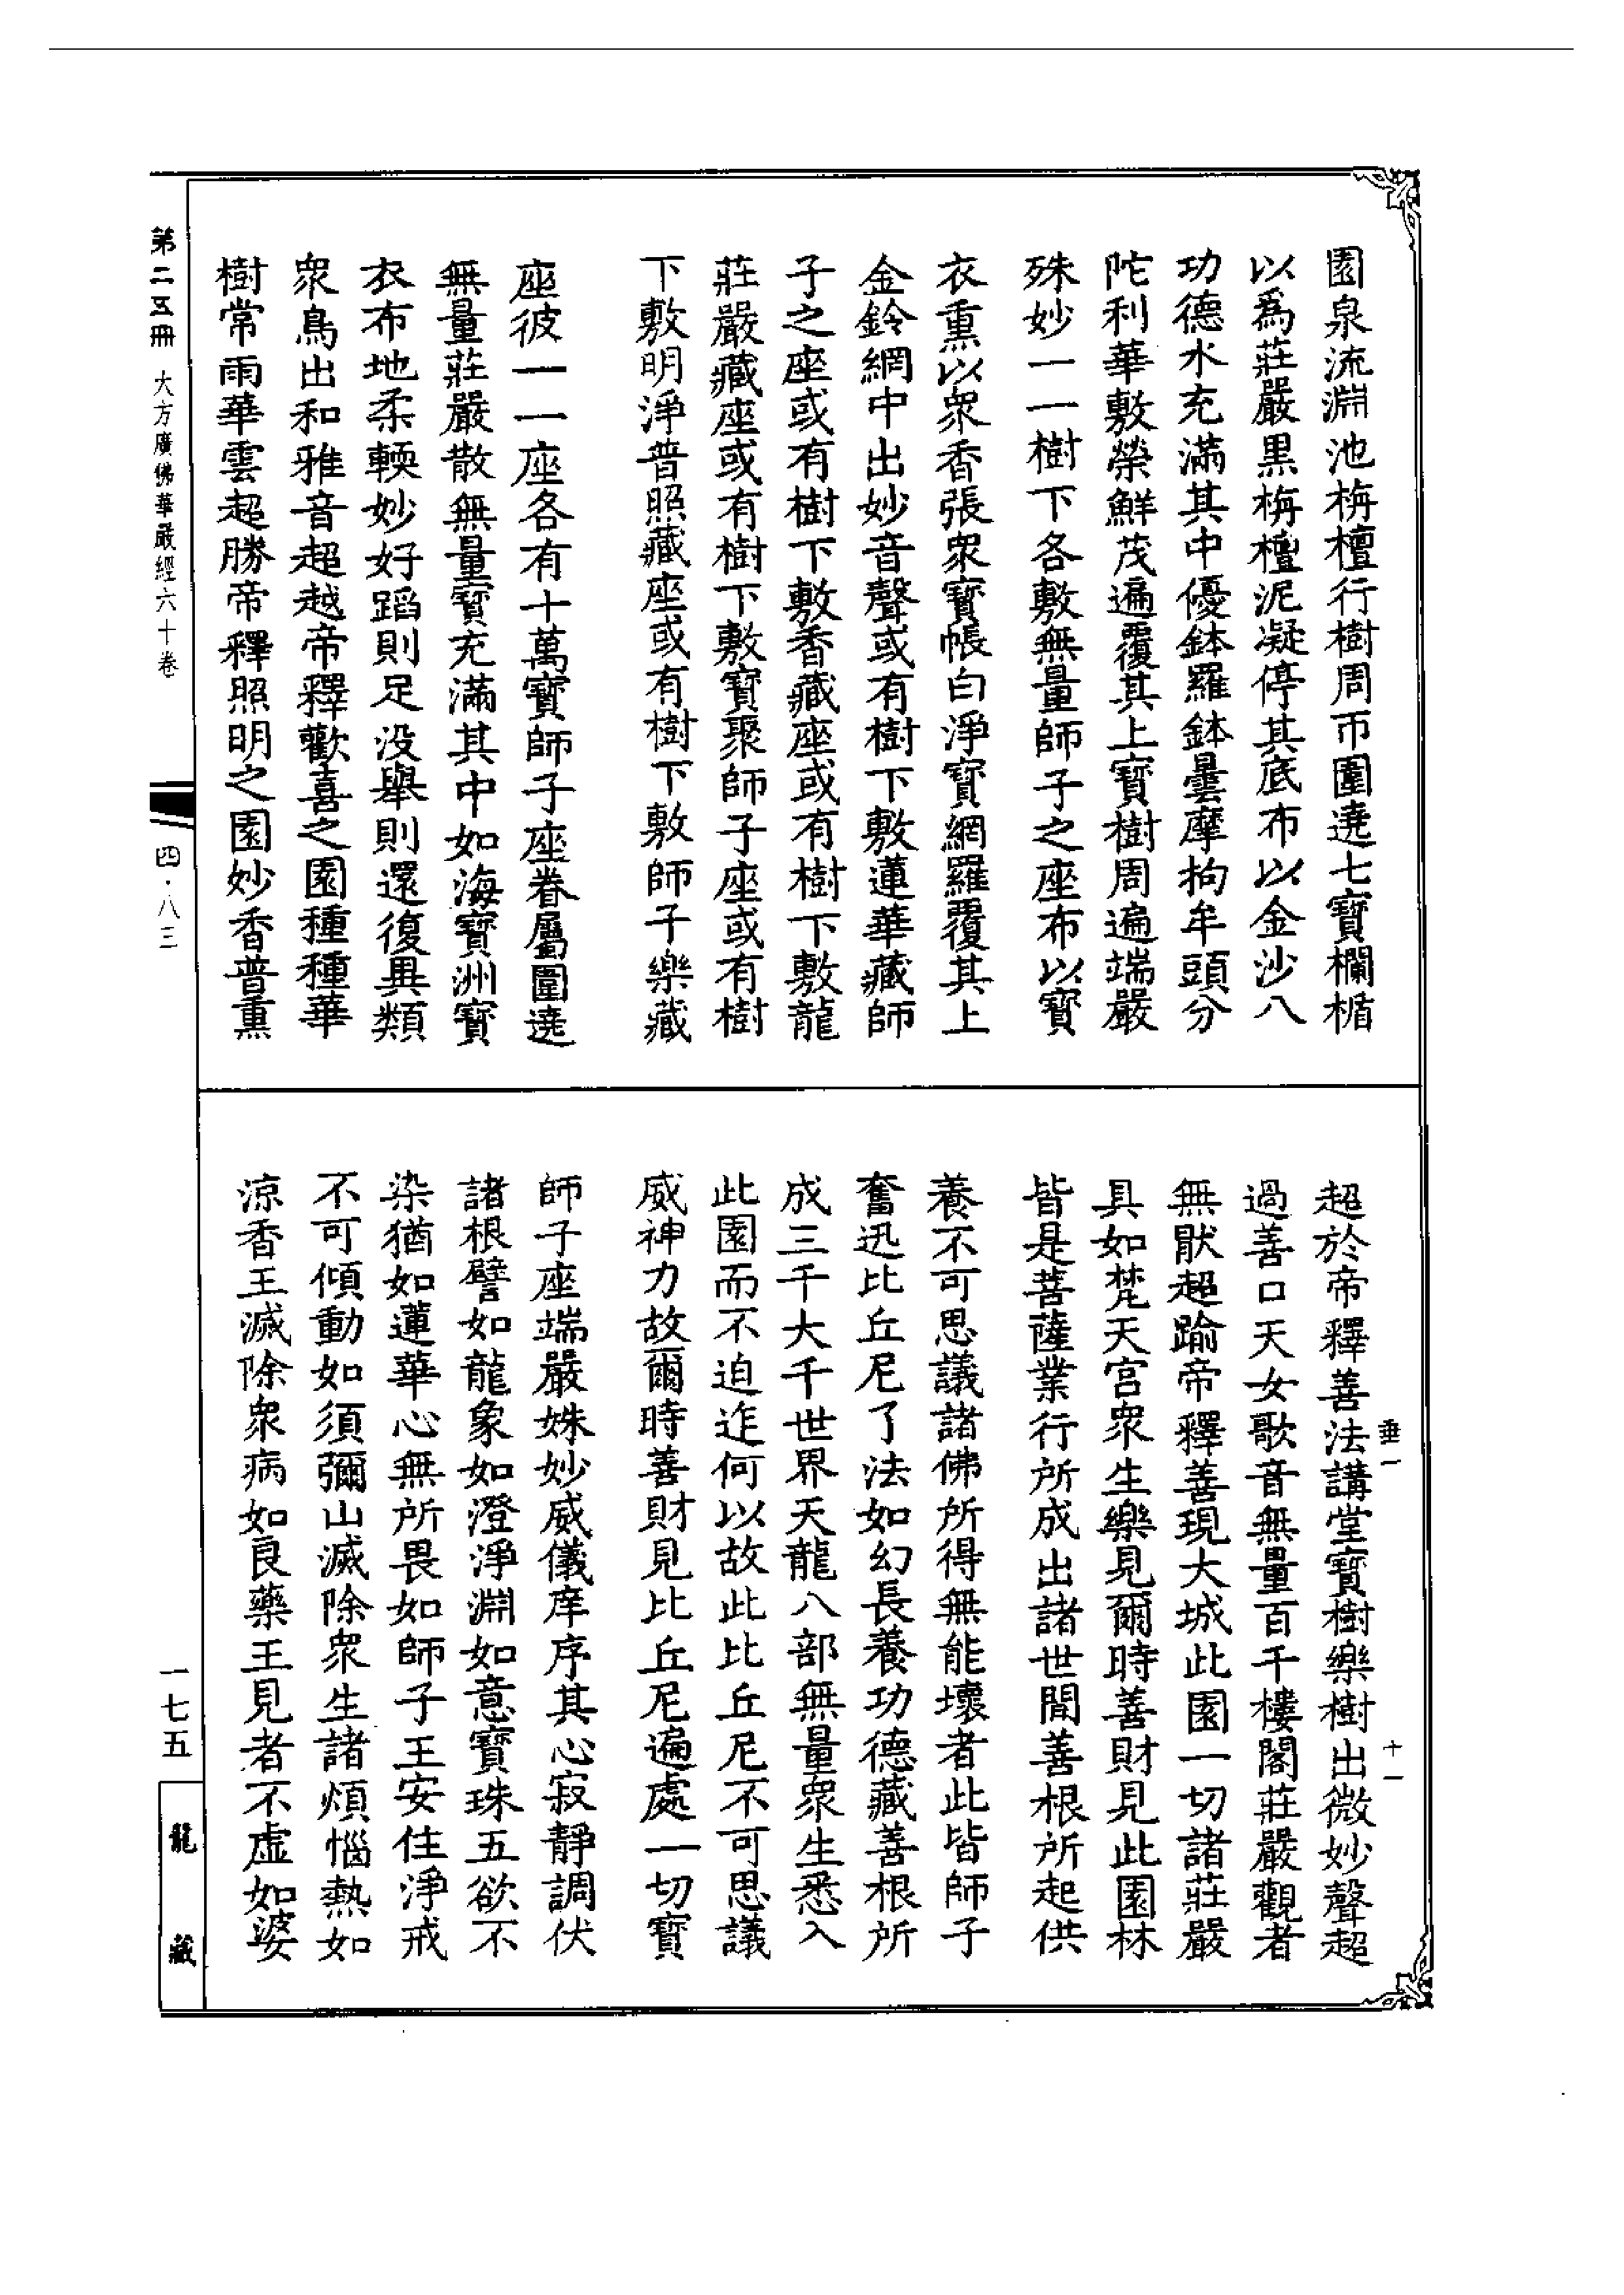 園泉流淵池栴檀行樹周帀圍遶七寶欄楯
以爲莊嚴黑栴檀泥凝停其底布以金沙八
功德水充滿其中優鉢羅鉢曇摩拘牟頭分
陀利華敷榮鮮茂遍覆其上寶樹周遍端嚴
殊妙一一樹下各敷無量師子之座布以寶
衣熏以眾香張眾寶帳白淨寶網羅覆其上
金鈴網中出妙音聲或有樹下敷蓮華藏師
子之座或有樹下敷香藏座或有樹下敷龍
莊嚴藏座或有樹下敷寶聚師子座或有樹
下敷明淨普照藏座或有樹下敷師子樂藏
座彼一一座各有十萬寶師子座眷屬圍遶
無量莊嚴散無量寶充滿其中如海寶洲寶
衣布地柔輭妙好蹈則足没舉則還復異類
眾鳥出和雅音超越帝釋歡喜之園種種華
樹常雨華雲超勝帝釋照明之園妙香普熏
超於帝釋善法講堂寶樹樂樹出微妙聲超
過善口天女歌音無量百千樓閣莊嚴觀者
無猒超踰帝釋善現大城此園一切諸莊嚴
具如梵天宮眾生樂見爾時善財見此園林
皆是菩薩業行所成出諸世間善根所起供
養不可思議諸佛所得無能壞者此皆師子
奮迅比丘尼了法如幻長養功德藏善根所
成三千大千世界天龍八部無量眾生悉入
此園而不迫迮何以故此比丘尼不可思議
威神力故爾時善財見比丘尼遍處一切寶
師子座端嚴姝妙威儀庠序其心寂靜調伏
諸根譬如龍象如澄淨淵如意寶珠五欲不
染猶如蓮華心無所畏如師子王安住淨戒
不可傾動如須彌山滅除眾生諸煩惱熱如
涼香王滅除眾病如良藥王見者不虛如婆
垂一
十一
第二五冊 大方廣佛華嚴經六十卷
四·八三
一七五
龍藏